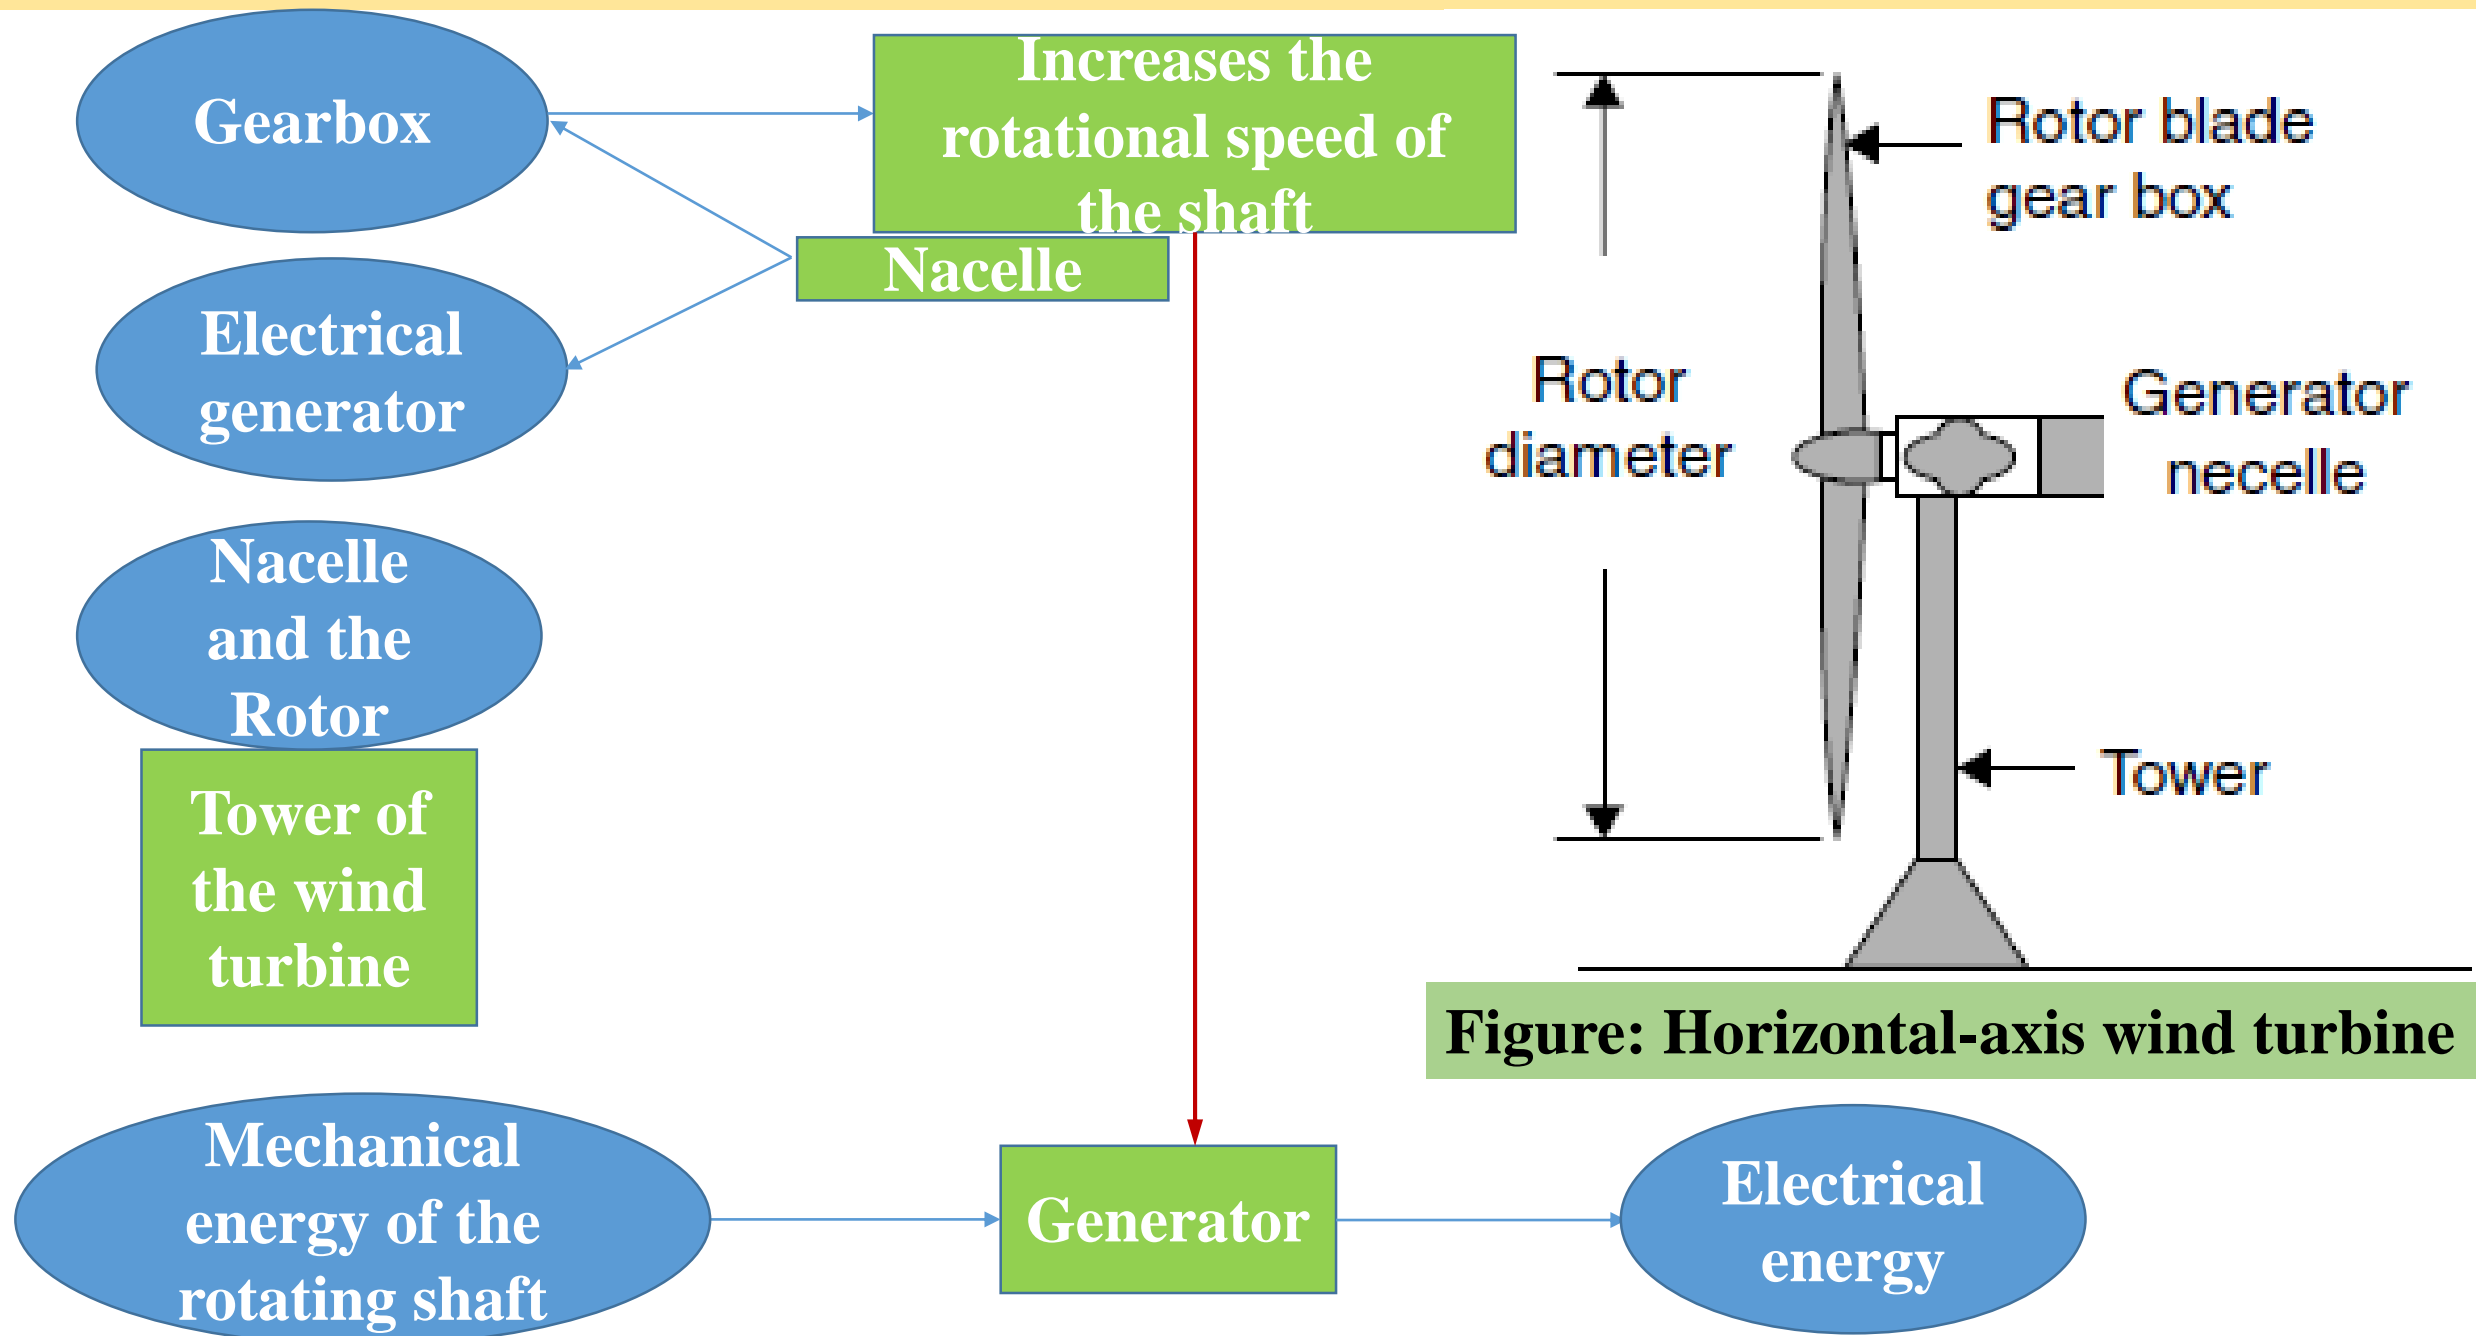 Gearbox
Increases the
rotational speed of
the shaft
Nacelle
Electrical
generator
Nacelle
and the
Rotor
Tower of
the wind
turbine
Mechanical
energy of the
rotating shaft
Generator
Electrical
energy
Rotor blade
gear box
Rotor
diameter
Generator
necelle
Tower
Figure: Horizontal-axis wind turbine